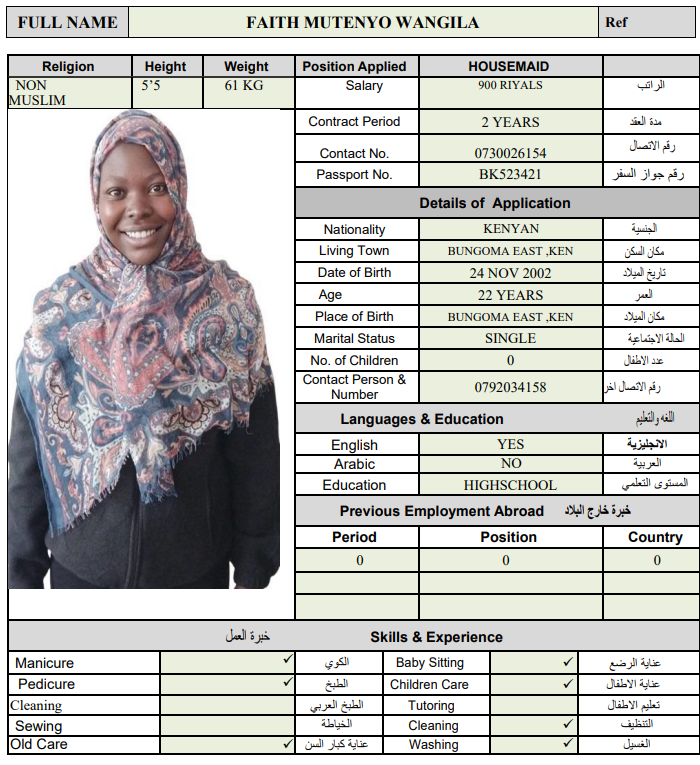 FULL NAME FAITH MUTENYO WANGILA Ref
Religion Height Weight Position Applied HOUSEMAID
NON MUSLIM 5’5 61 KG Salary 900 RIYALS الراتب
Contract Period 2 YEARS مدة العقد
Contact No. 0730026154 رقم الاتصال
Passport No. BK523421 رقم جواز السفر
Details of Application
Nationality KENYAN الجنسية
Living Town BUNGOMA EAST ,KEN مكان السكن
Date of Birth 24 NOV 2002 تاريخ الميلاد
Age 22 YEARS العمر
Place of Birth BUNGOMA EAST ,KEN مكان الميلاد
Marital Status SINGLE الحالة الاجتماعية
No. of Children 0 عدد الاطفال
Contact Person & Number 0792034158 رقم الاتصال اخر
Languages & Education اللغه والتعليم
English YES الانجليزية
Arabic NO العربية
Education HIGHSCHOOL المستوى التعلمي
Previous Employment Abroad خبرة خارج البلاد
Period Position Country
0 0 0
خبرة العمل Skills & Experience
Manicure ✓ الكوي Baby Sitting ✓ عناية الرضع
Pedicure ✓ الطبخ Children Care ✓ عناية الاطفال
Cleaning الطبخ العربي Tutoring تعليم الاطفال
Sewing الخياطة Cleaning ✓ التنظيف
Old Care ✓ عناية كبار السن Washing ✓ الغسيل